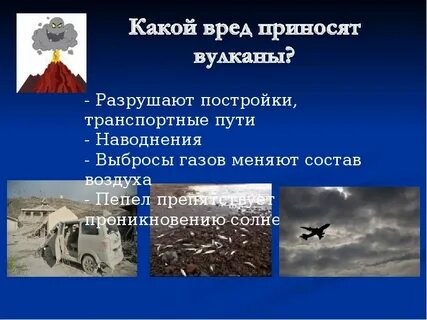 Какой вред приносят
вулканы?
- Разрушают постройки,
транспортные пути
- Наводнения
- Выбросы газов меняют состав
воздуха
- Пепел препятствует
проникновению солне